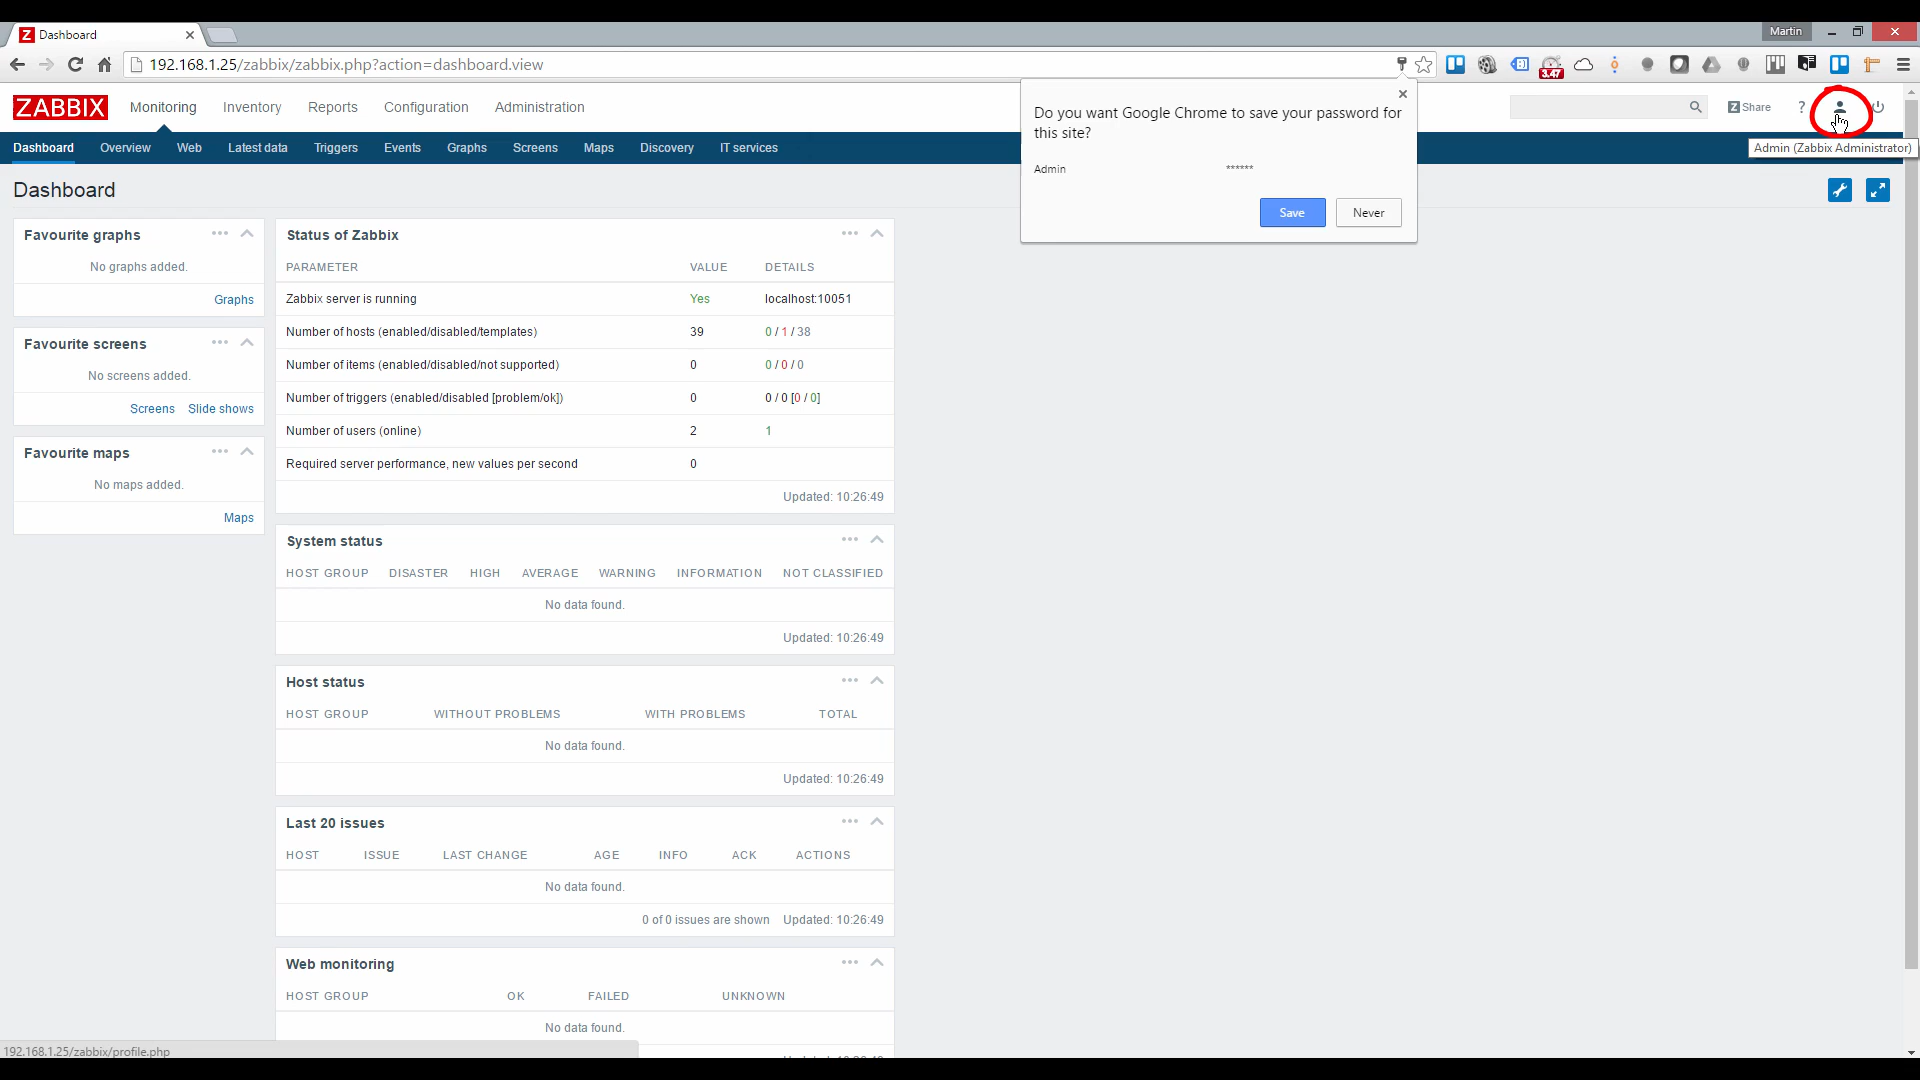 Dashboard
Martin
192.168.1.25/zabbix/zabbix.php?action=dashboard.view
3.47
ZABBIX
Monitoring Inventory Reports Configuration Administration
Z Share ?
Dashboard Overview Web Latest data Triggers Events Graphs Screens Maps Discovery IT services
Do you want Google Chrome to save your password for
this site?
Admin ******
Save Never
Admin (Zabbix Administrator)
Dashboard
Favourite graphs
No graphs added.
Graphs
Favourite screens
No screens added.
Screens Slide shows
Favourite maps
No maps added.
Maps
Status of Zabbix
PARAMETER VALUE DETAILS
Zabbix server is running Yes localhost:10051
Number of hosts (enabled/disabled/templates) 39 0 / 1 / 38
Number of items (enabled/disabled/not supported) 0 0 / 0 / 0
Number of triggers (enabled/disabled [problem/ok]) 0 0 / 0 [0 / 0]
Number of users (online) 2 1
Required server performance, new values per second 0
Updated: 10:26:49
System status
HOST GROUP DISASTER HIGH AVERAGE WARNING INFORMATION NOT CLASSIFIED
No data found.
Updated: 10:26:49
Host status
HOST GROUP WITHOUT PROBLEMS WITH PROBLEMS TOTAL
No data found.
Updated: 10:26:49
Last 20 issues
HOST ISSUE LAST CHANGE AGE INFO ACK ACTIONS
No data found.
0 of 0 issues are shown Updated: 10:26:49
Web monitoring
HOST GROUP OK FAILED UNKNOWN
No data found.
192.168.1.25/zabbix/profile.php